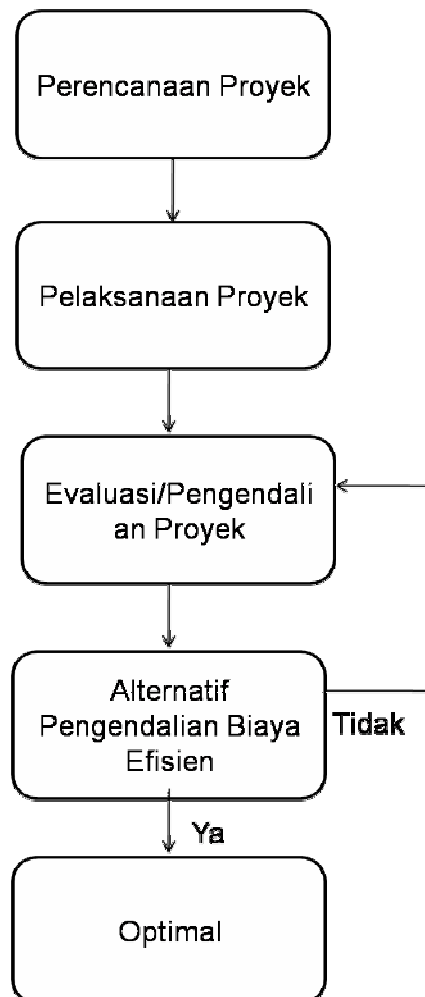 Perencanaan Proyek
Pelaksanaan Proyek
Evaluasi/Pengendali
an Proyek
Alternatif
Pengendalian Biaya
Efisien
Tidak
Ya
Optimal